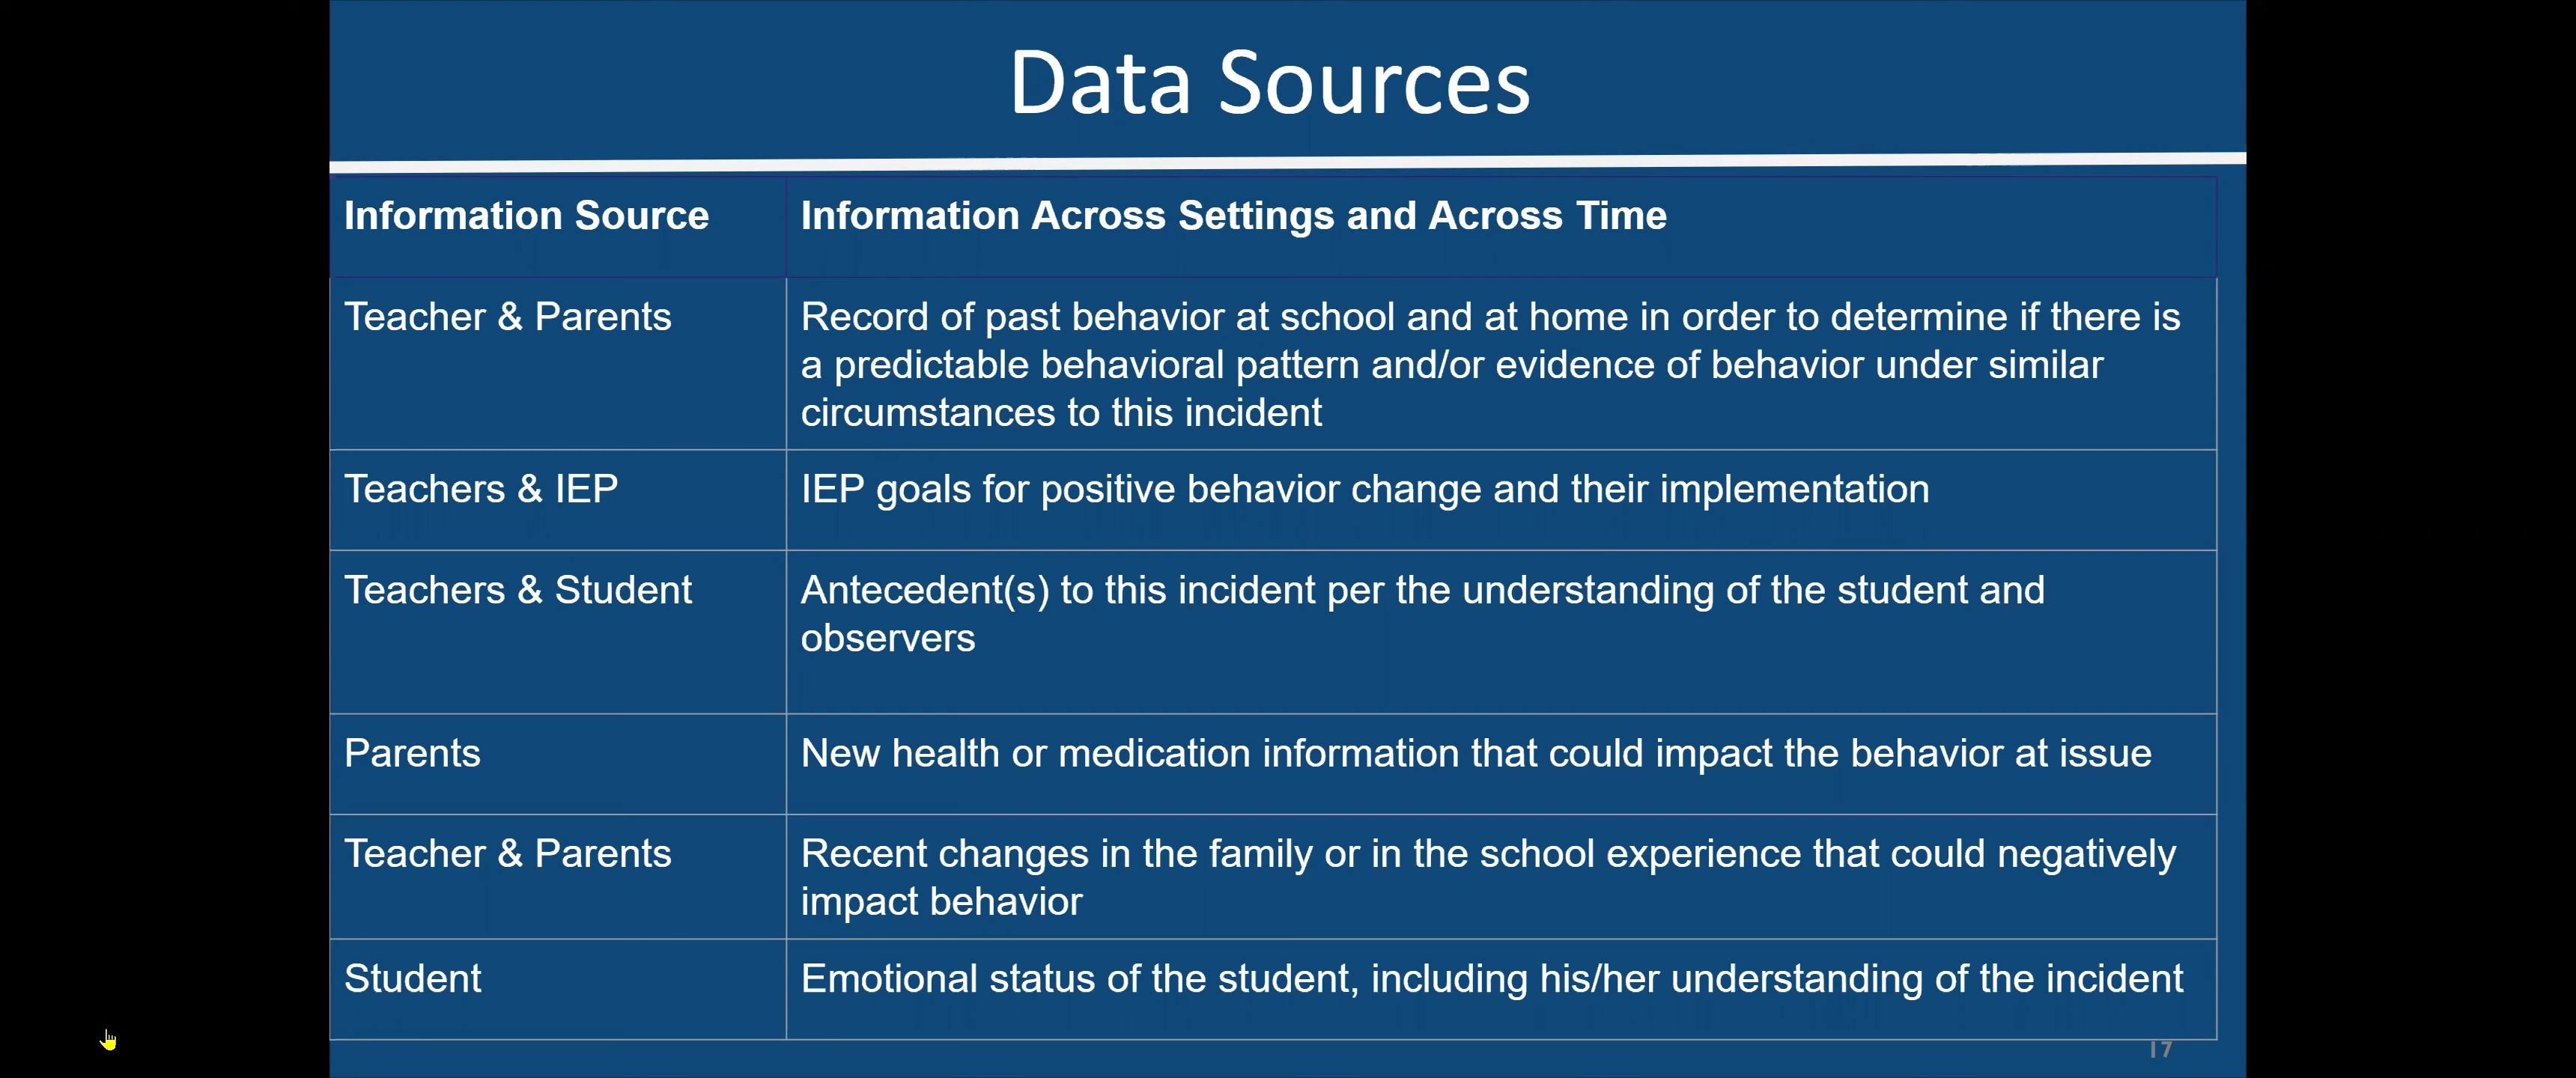 Data Sources
Information Source
Information Across Settings and Across Time
Teacher & Parents
Record of past behavior at school and at home in order to determine if there is
a predictable behavioral pattern and/or evidence of behavior under similar
circumstances to this incident
Teachers & IEP
IEP goals for positive behavior change and their implementation
Teachers & Student
Antecedent(s) to this incident per the understanding of the student and
observers
Parents
New health or medication information that could impact the behavior at issue
Teacher & Parents
Recent changes in the family or in the school experience that could negatively
impact behavior
Student
Emotional status of the student, including his/her understanding of the incident
17